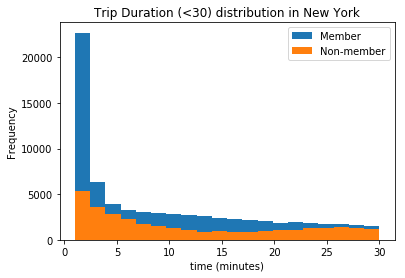 Trip Duration (<30) distribution in New York
Member
Non-member
Frequency
20000
15000
10000
5000
0
0 5 10 15 20 25 30
time (minutes)